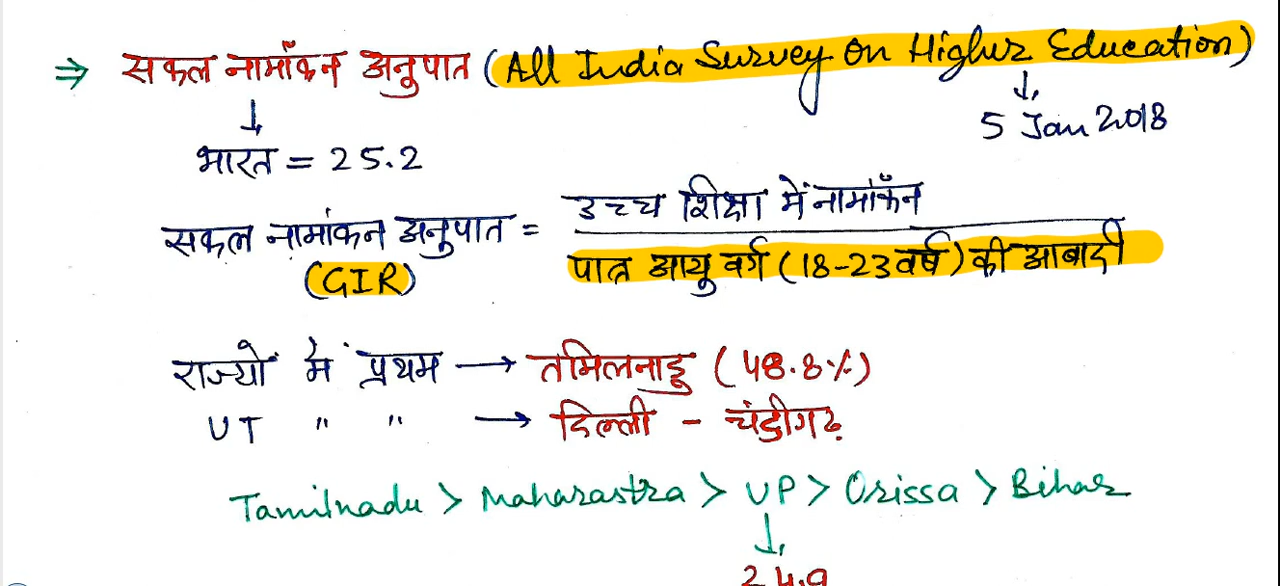 ⇒ सकल नामाँकन अनुपात (All India Survey On Higher Education)
↓ ↓
5 Jan 2018
भारत = 25.2
उच्च शिक्षा में नामाँकन
सकल नामांकन अनुपात =
पात्र आयु वर्ग (18-23 वर्ष) की आबादी
(GIR)
राज्यों में प्रथम → तमिलनाडू (48.8%)
UT " " → दिल्ली - चंडीगढ़
Tamilnadu > Maharastra > UP > Orissa > Bihar
↓
24.9